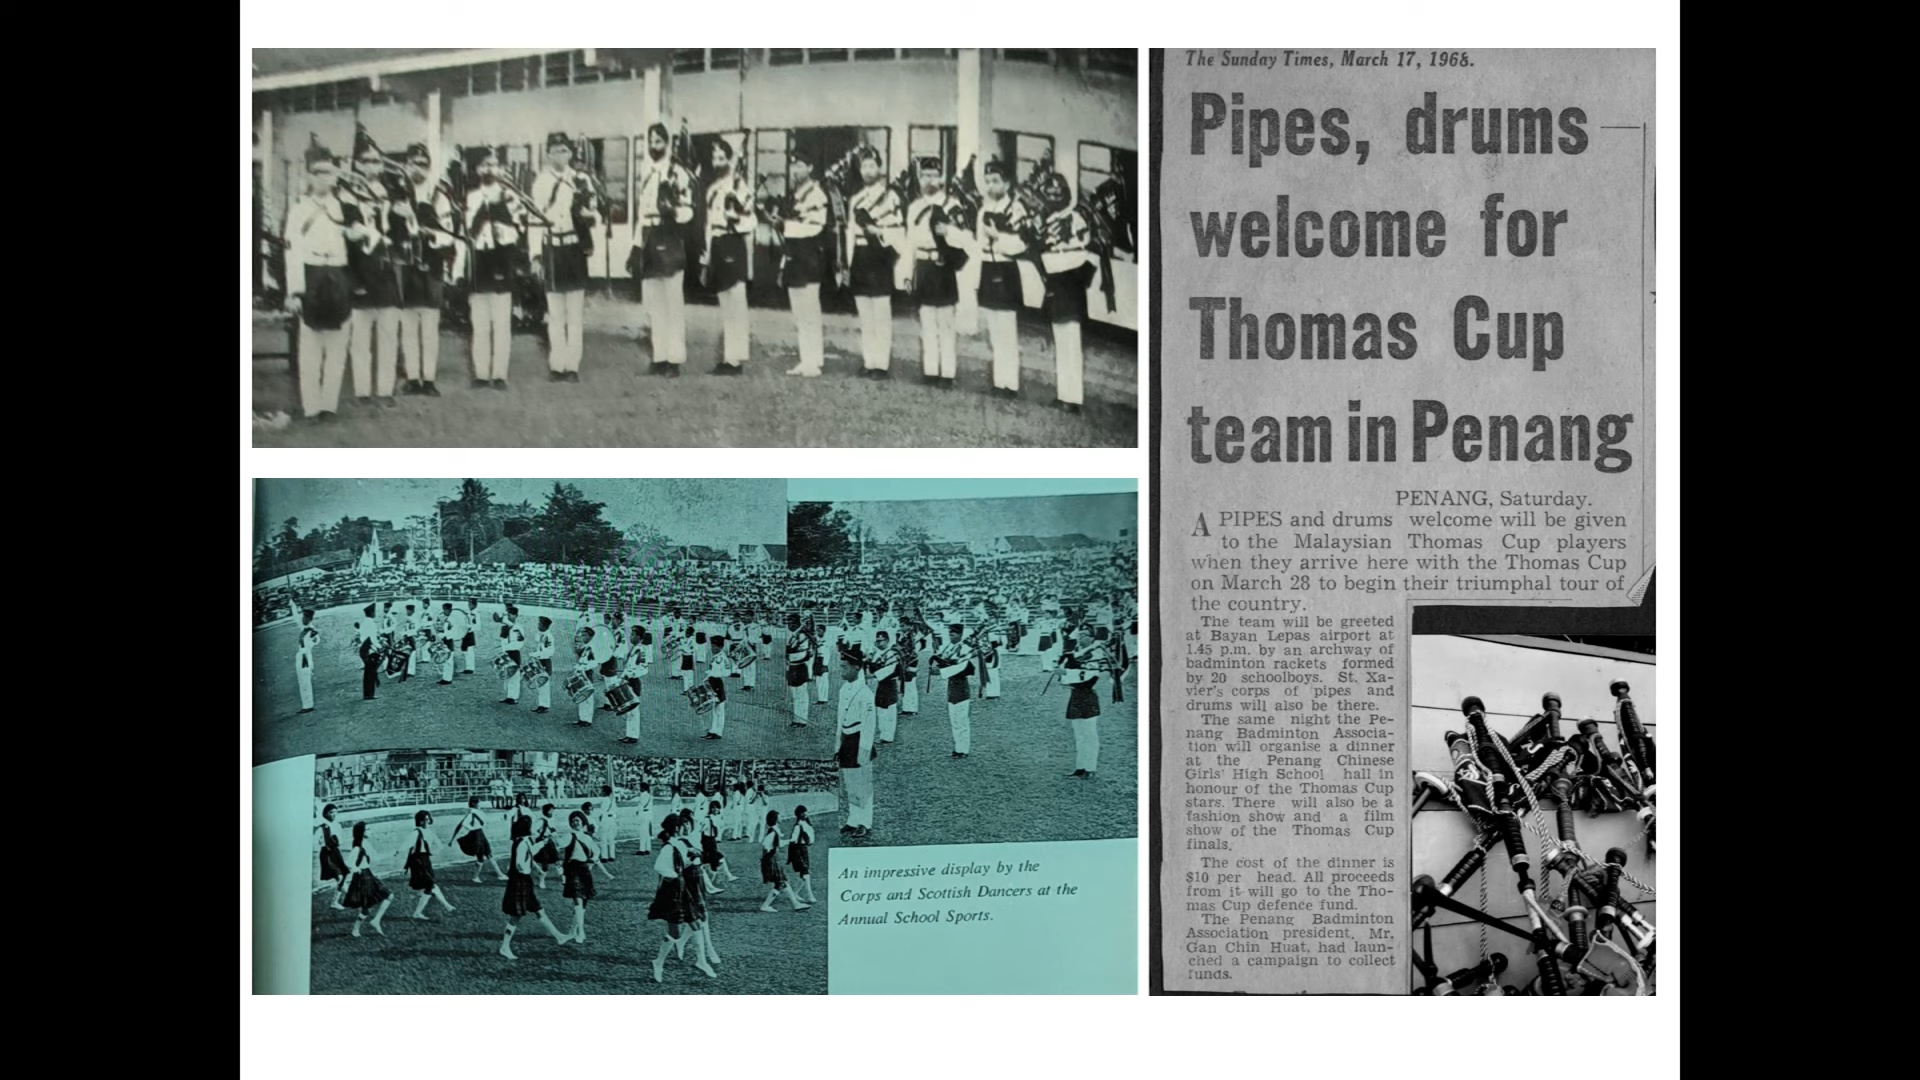 The Sunday Times, March 17, 1968.
Pipes, drums
welcome for
Thomas Cup
team in Penang
PENANG, Saturday.
A PIPES and drums welcome will be given
to the Malaysian Thomas Cup players
when they arrive here with the Thomas Cup
on March 28 to begin their triumphal tour of
the country.
The team will be greeted
at Bayan Lepas airport at
1.45 p.m. by an archway of
badminton rackets formed
by 20 schoolboys. St. Xa-
vier's corps of pipes and
drums will also be there.
The same night the Pe-
nang Badminton Associa-
tion will organise a dinner
at the Penang Chinese
Girls' High School hall in
honour of the Thomas Cup
stars. There will also be a
fashion show and a film
show of the Thomas Cup
finals.
The cost of the dinner is
$10 per head. All proceeds
from it will go to the Tho-
mas Cup defence fund.
The Penang Badminton
Association president, Mr.
Gan Chin Huat, had laun-
ched a campaign to collect
funds.
An impressive display by the
Corps and Scottish Dancers at the
Annual School Sports.